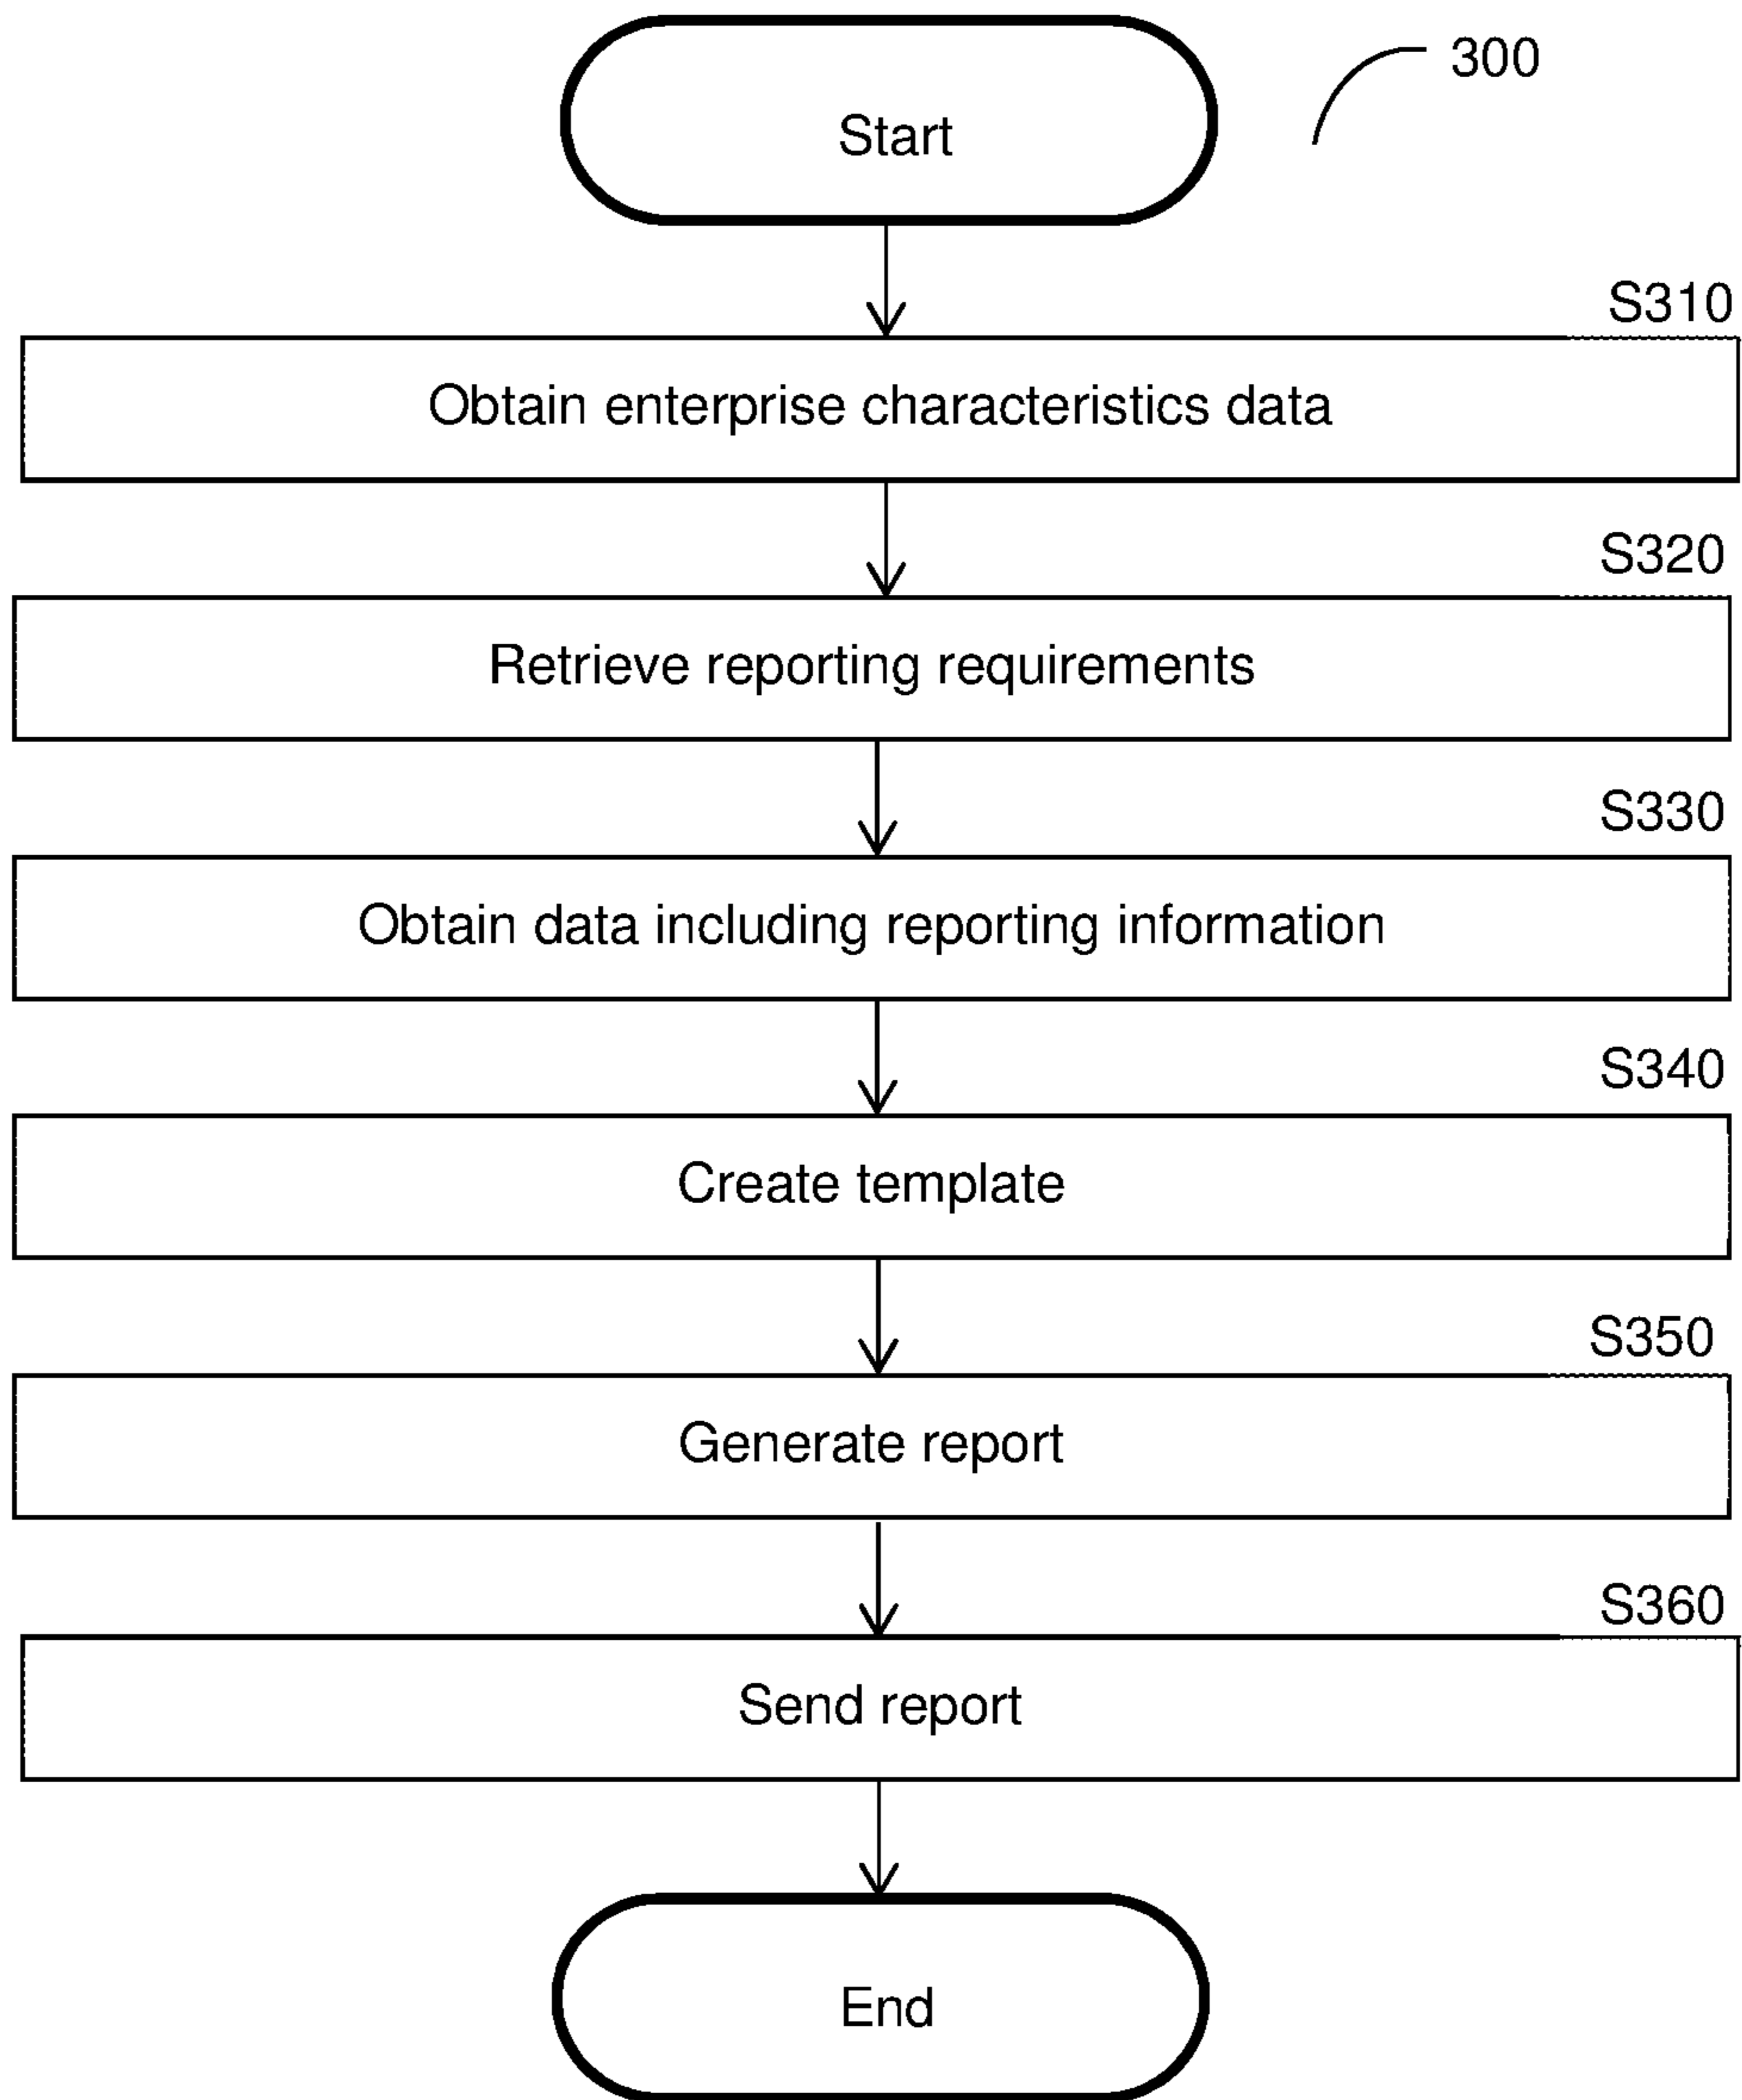 300
Start
S310
Obtain enterprise characteristics data
S320
Retrieve reporting requirements
S330
Obtain data including reporting information
S340
Create template
S350
Generate report
S360
Send report
End